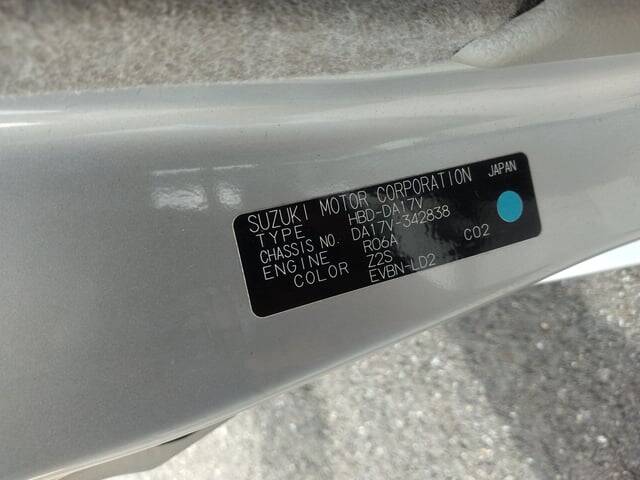 SUZUKI MOTOR CORPORATION JAPAN
TYPE HBD-DA17V
CHASSIS NO. DA17V-342838
ENGINE R06A C02
COLOR Z2S
EVBN-LD2